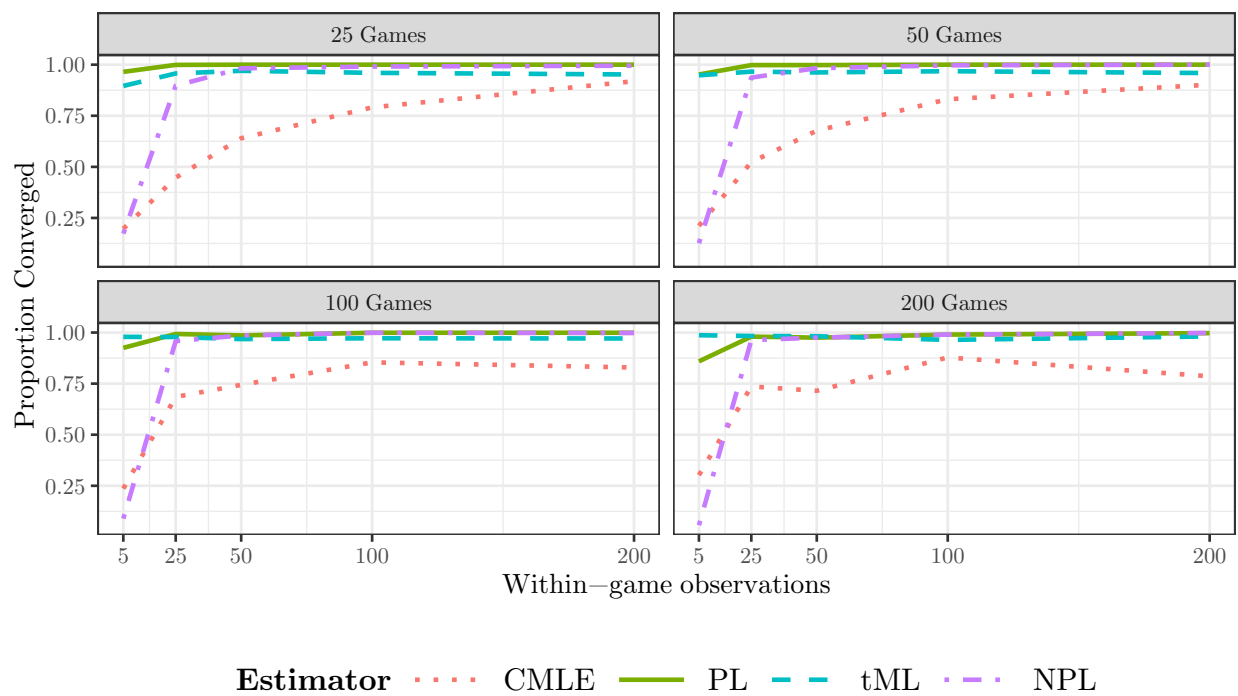 25 Games
50 Games
1.00
0.75
0.50
0.25
100 Games
200 Games
1.00
0.75
0.50
0.25
Proportion Converged
5 25 50 100 200
5 25 50 100 200
Within−game observations
Estimator CMLE PL tML NPL